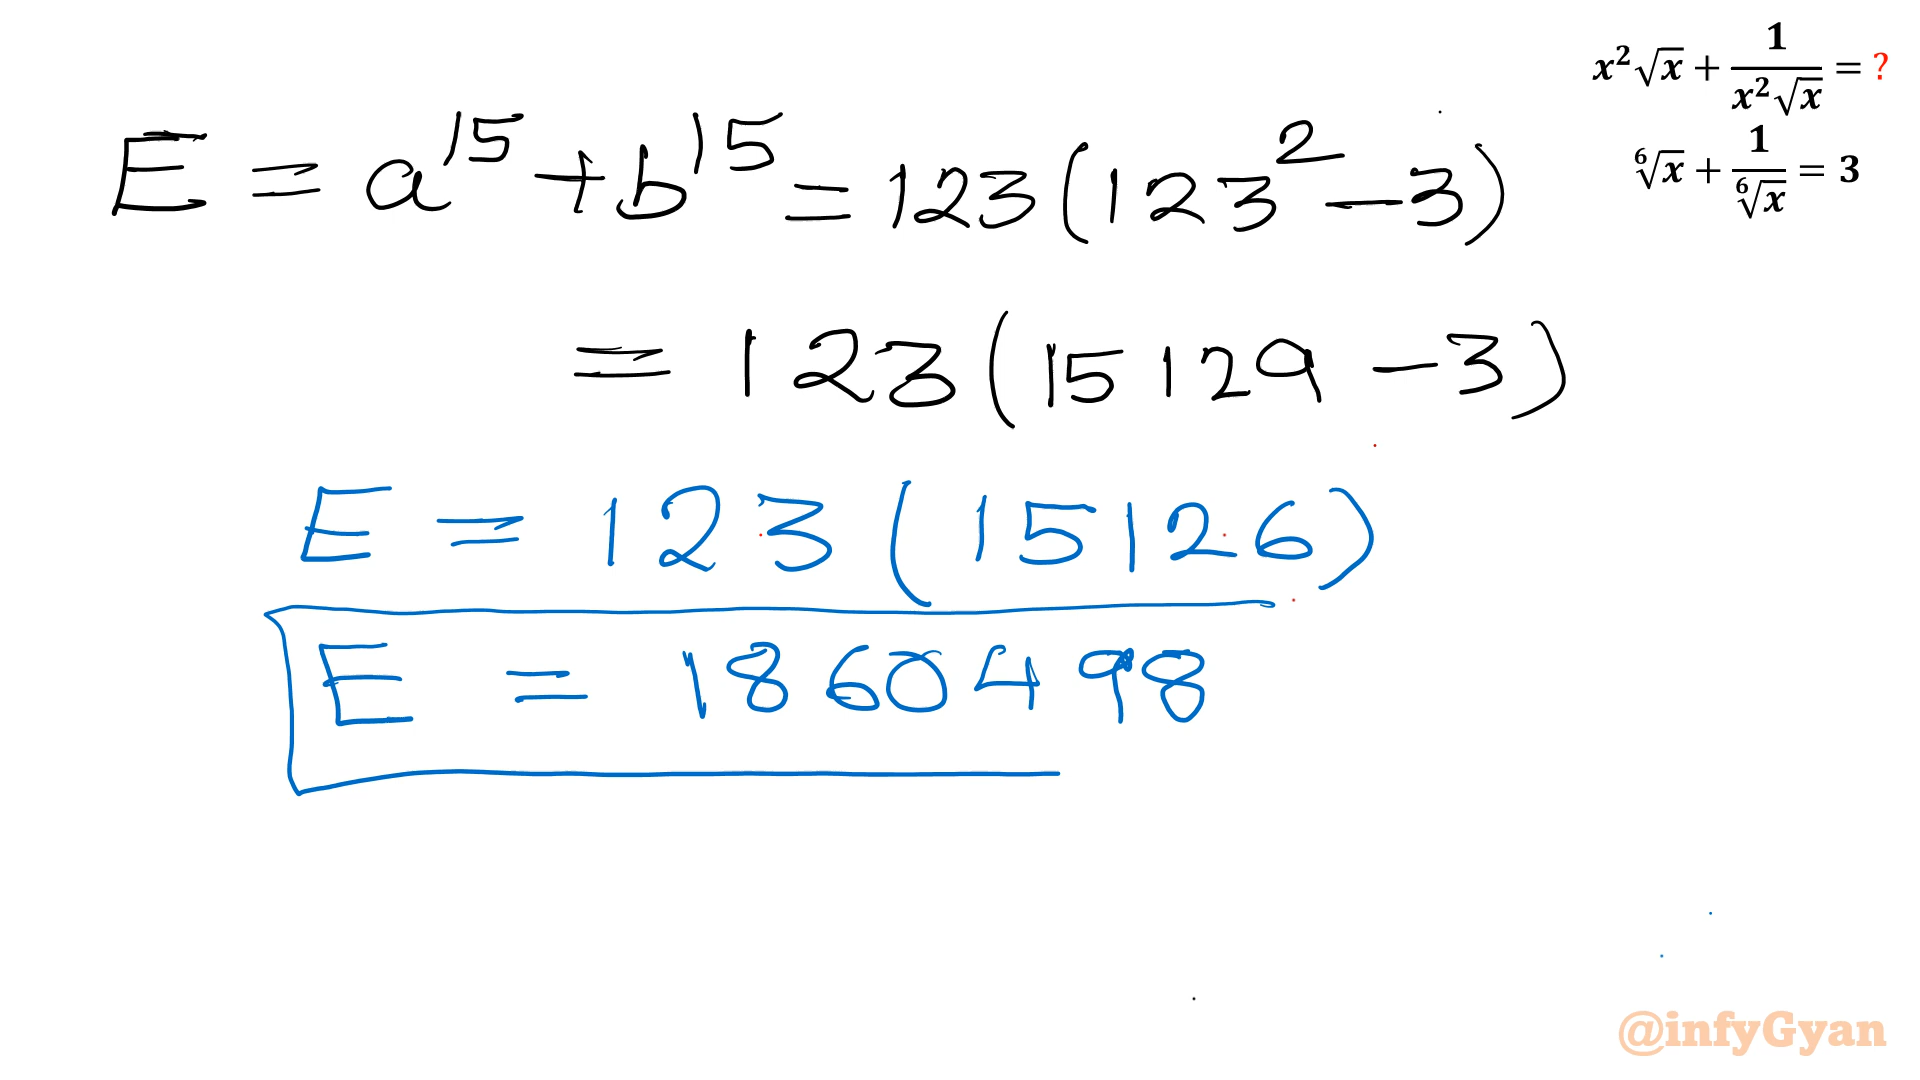 x²√x + 1/(x²√x) = ?
⁶√x + 1/⁶√x = 3
E = a¹⁵ + b¹⁵ = 123(123² − 3)
= 123(15129 − 3)
E = 123(15126)
E = 1860498
@infyGyan